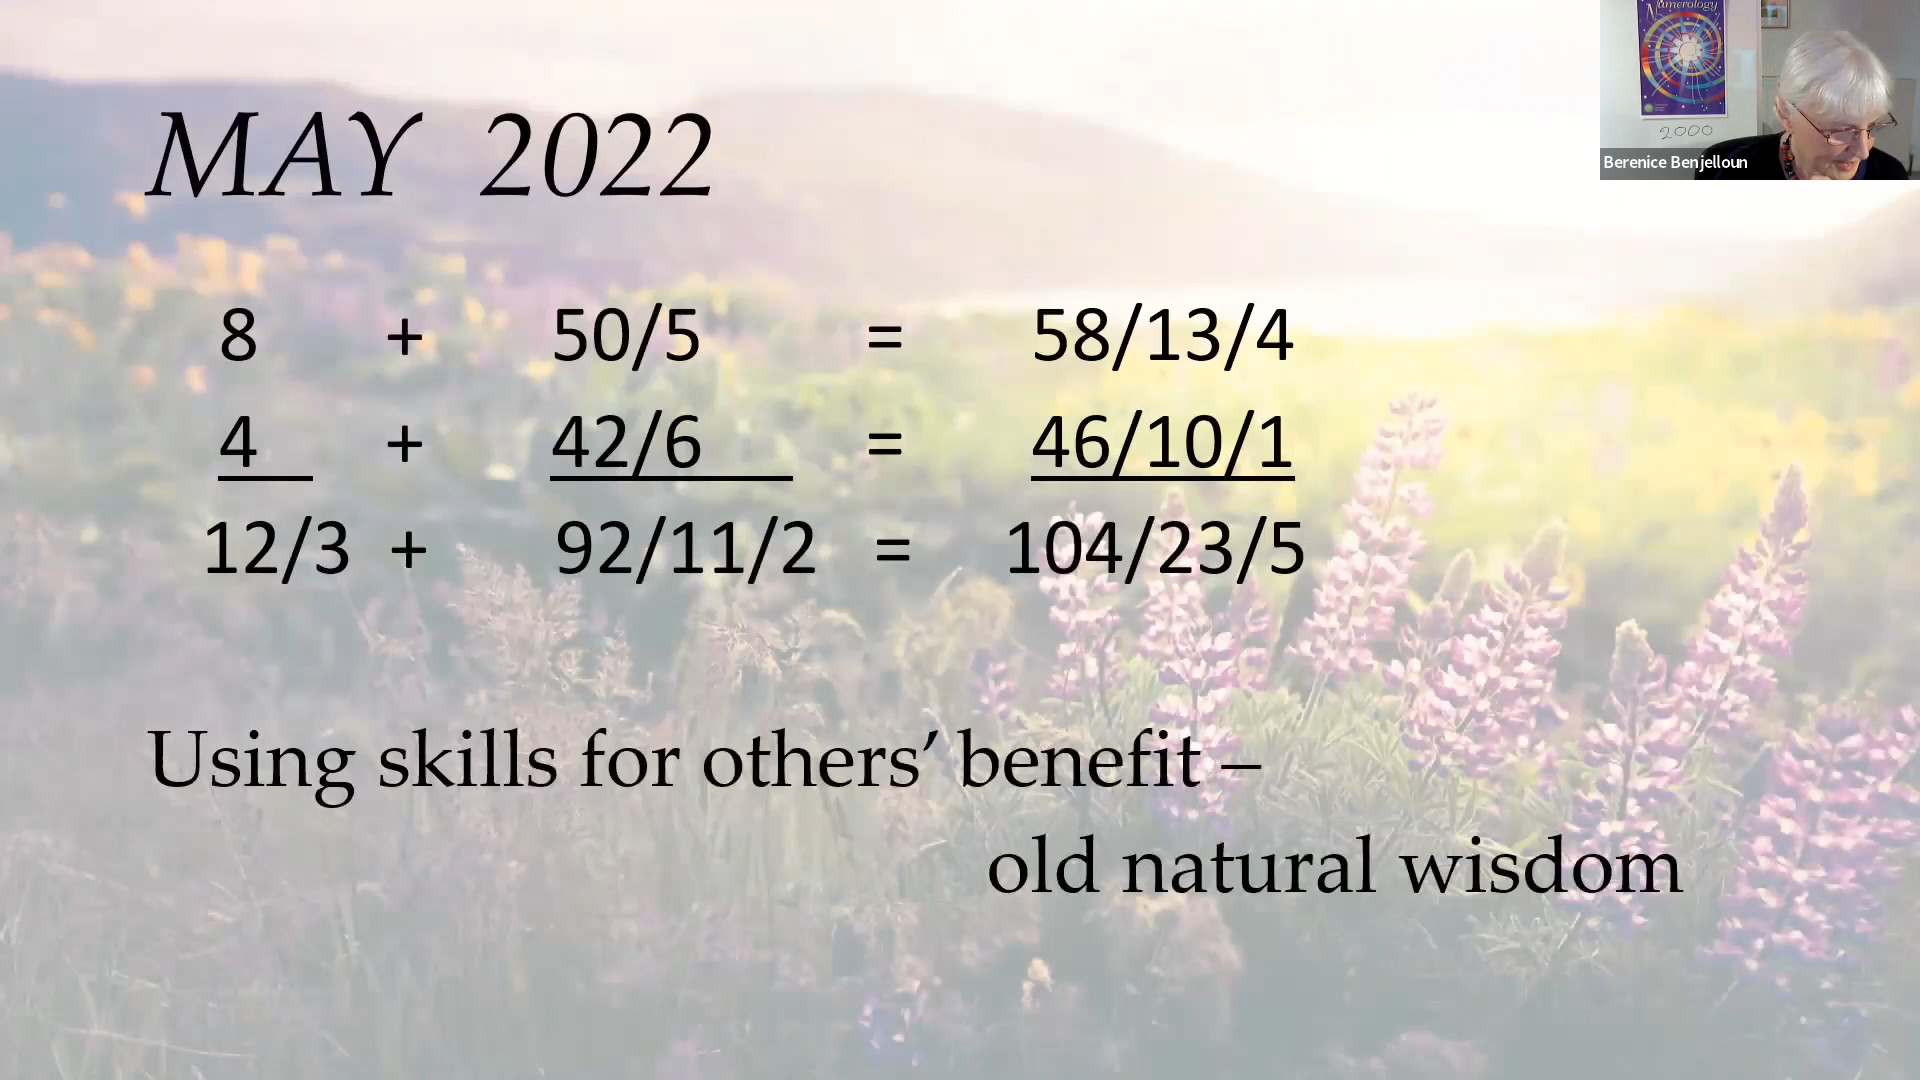 MAY 2022
8 + 50/5 = 58/13/4
4 + 42/6 = 46/10/1
12/3 + 92/11/2 = 104/23/5
Using skills for others’ benefit –
old natural wisdom
Numerology
2000
Berenice Benjelloun